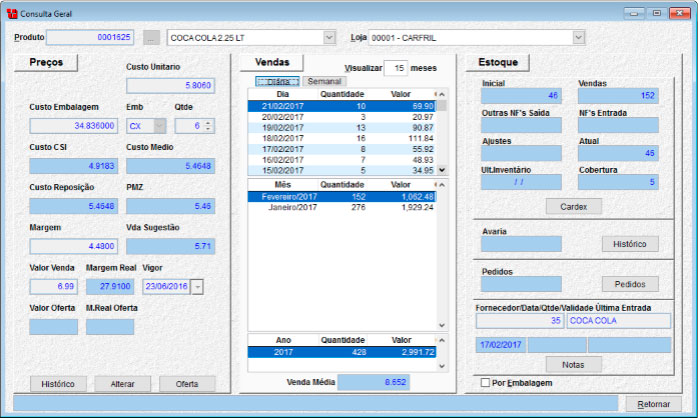 Consulta Geral
Produto 0001625 ... COCA COLA 2.25 LT Loja 00001 - CARFRIL
Preços
Custo Unitario
5.8060
Custo Embalagem Emb Qtde
34.836000 CX 6
Custo CSI Custo Medio
4.9183 5.4648
Custo Reposição PMZ
5.4648 5.46
Margem Vda Sugestão
4.4800 5.71
Valor Venda Margem Real Vigor
6.99 27.9100 23/06/2016
Valor Oferta M.Real Oferta
Histórico Alterar Oferta
Vendas
Visualizar 15 meses
Diária Semanal
Dia Quantidade Valor
21/02/2017 10 69.90
20/02/2017 3 20.97
19/02/2017 13 90.87
18/02/2017 16 111.84
17/02/2017 8 55.92
16/02/2017 7 48.93
15/02/2017 5 34.95
Mês Quantidade Valor
Fevereiro/2017 152 1,062.48
Janeiro/2017 276 1,929.24
Ano Quantidade Valor
2017 428 2,991.72
Venda Média 8.652
Estoque
Inicial Vendas
46 152
Outras NF's Saída NF's Entrada
Ajustes Atual
46
Ult.Inventário Cobertura
/ / 5
Cardex
Avaria
Histórico
Pedidos
Pedidos
Fornecedor/Data/Qtde/Validade Última Entrada
35 COCA COLA
17/02/2017
Notas
Por Embalagem
Retornar